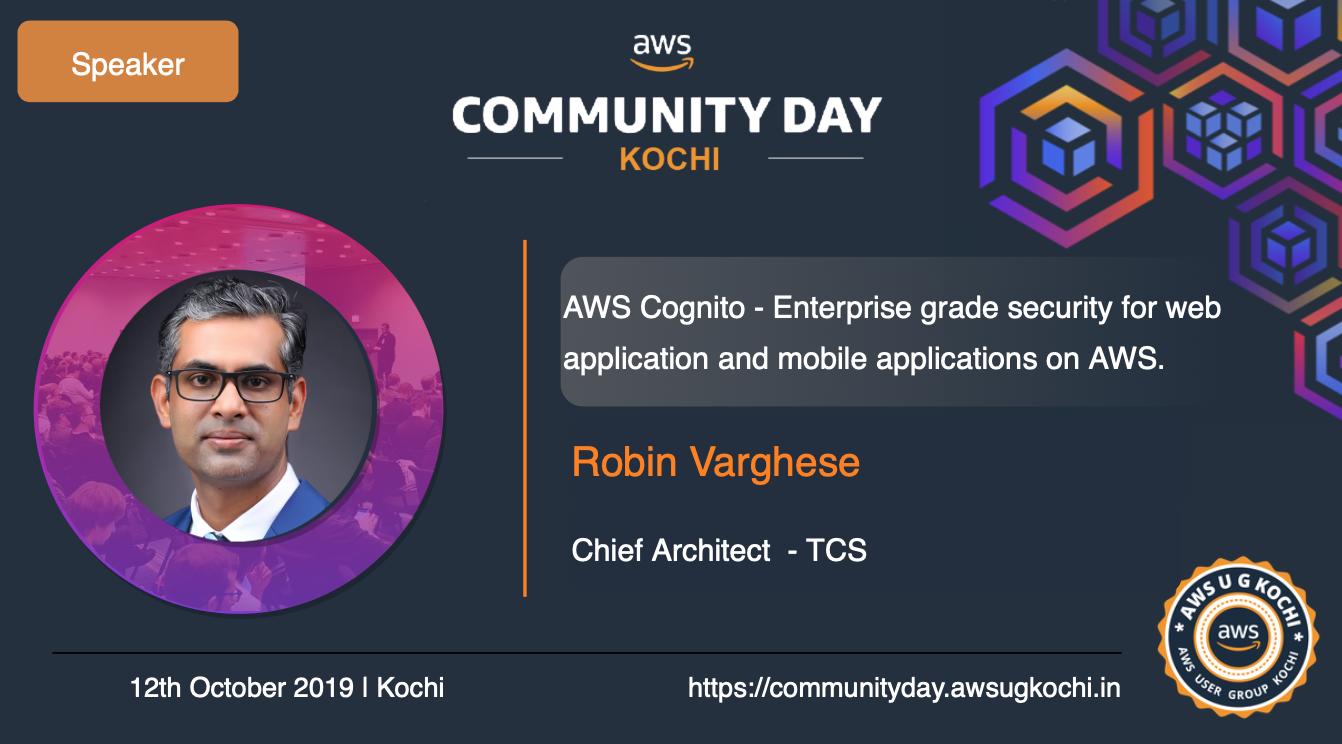 Speaker
aws
COMMUNITY DAY
KOCHI
AWS Cognito - Enterprise grade security for web
application and mobile applications on AWS.
Robin Varghese
Chief Architect - TCS
* AWS U G KOCHI *
aws
AWS USER GROUP KOCHI
12th October 2019 | Kochi
https://communityday.awsugkochi.in